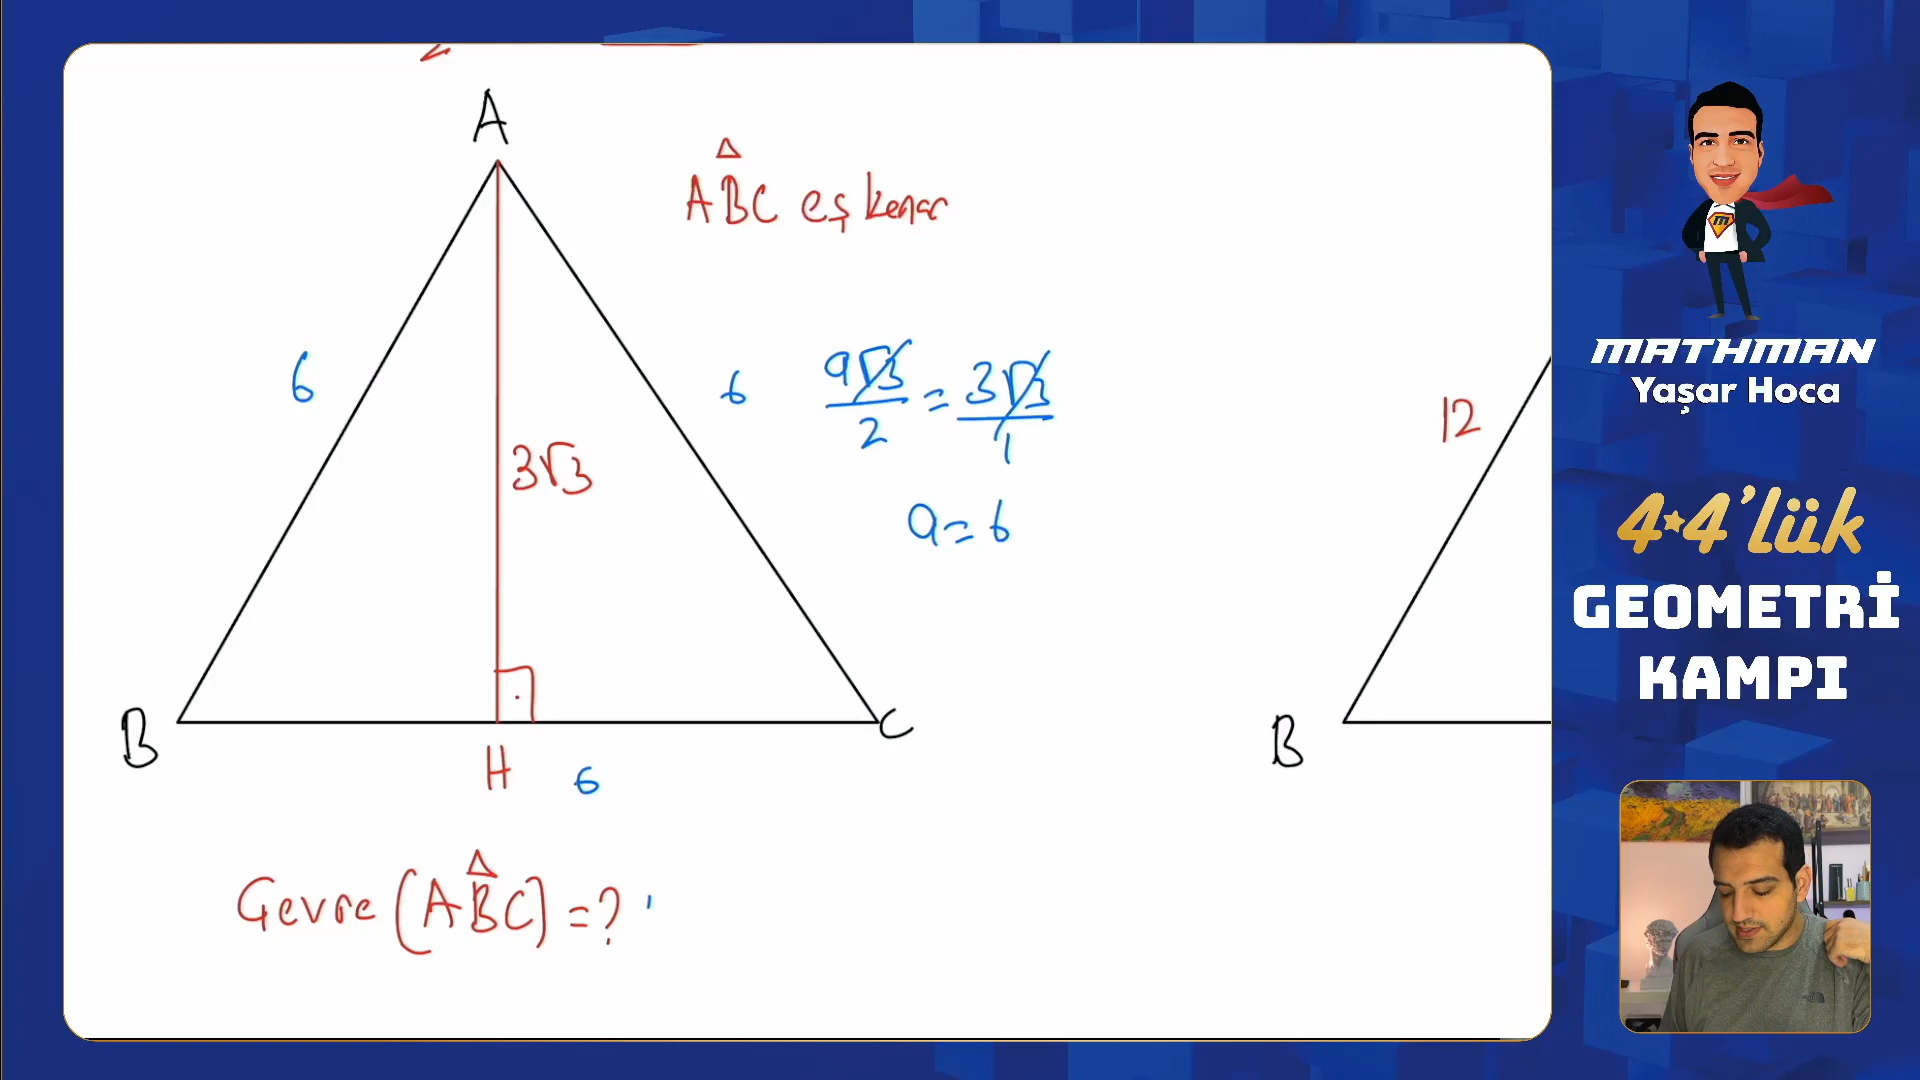 A
△
ABC eş kenar
6
6
a√3/2 = 3√3/1
3√3
a = 6
B
H
6
C
△
Çevre (ABC) = ?
12
B
M
MATHMAN
Yaşar Hoca
4★4'lük
GEOMETRİ
KAMPI